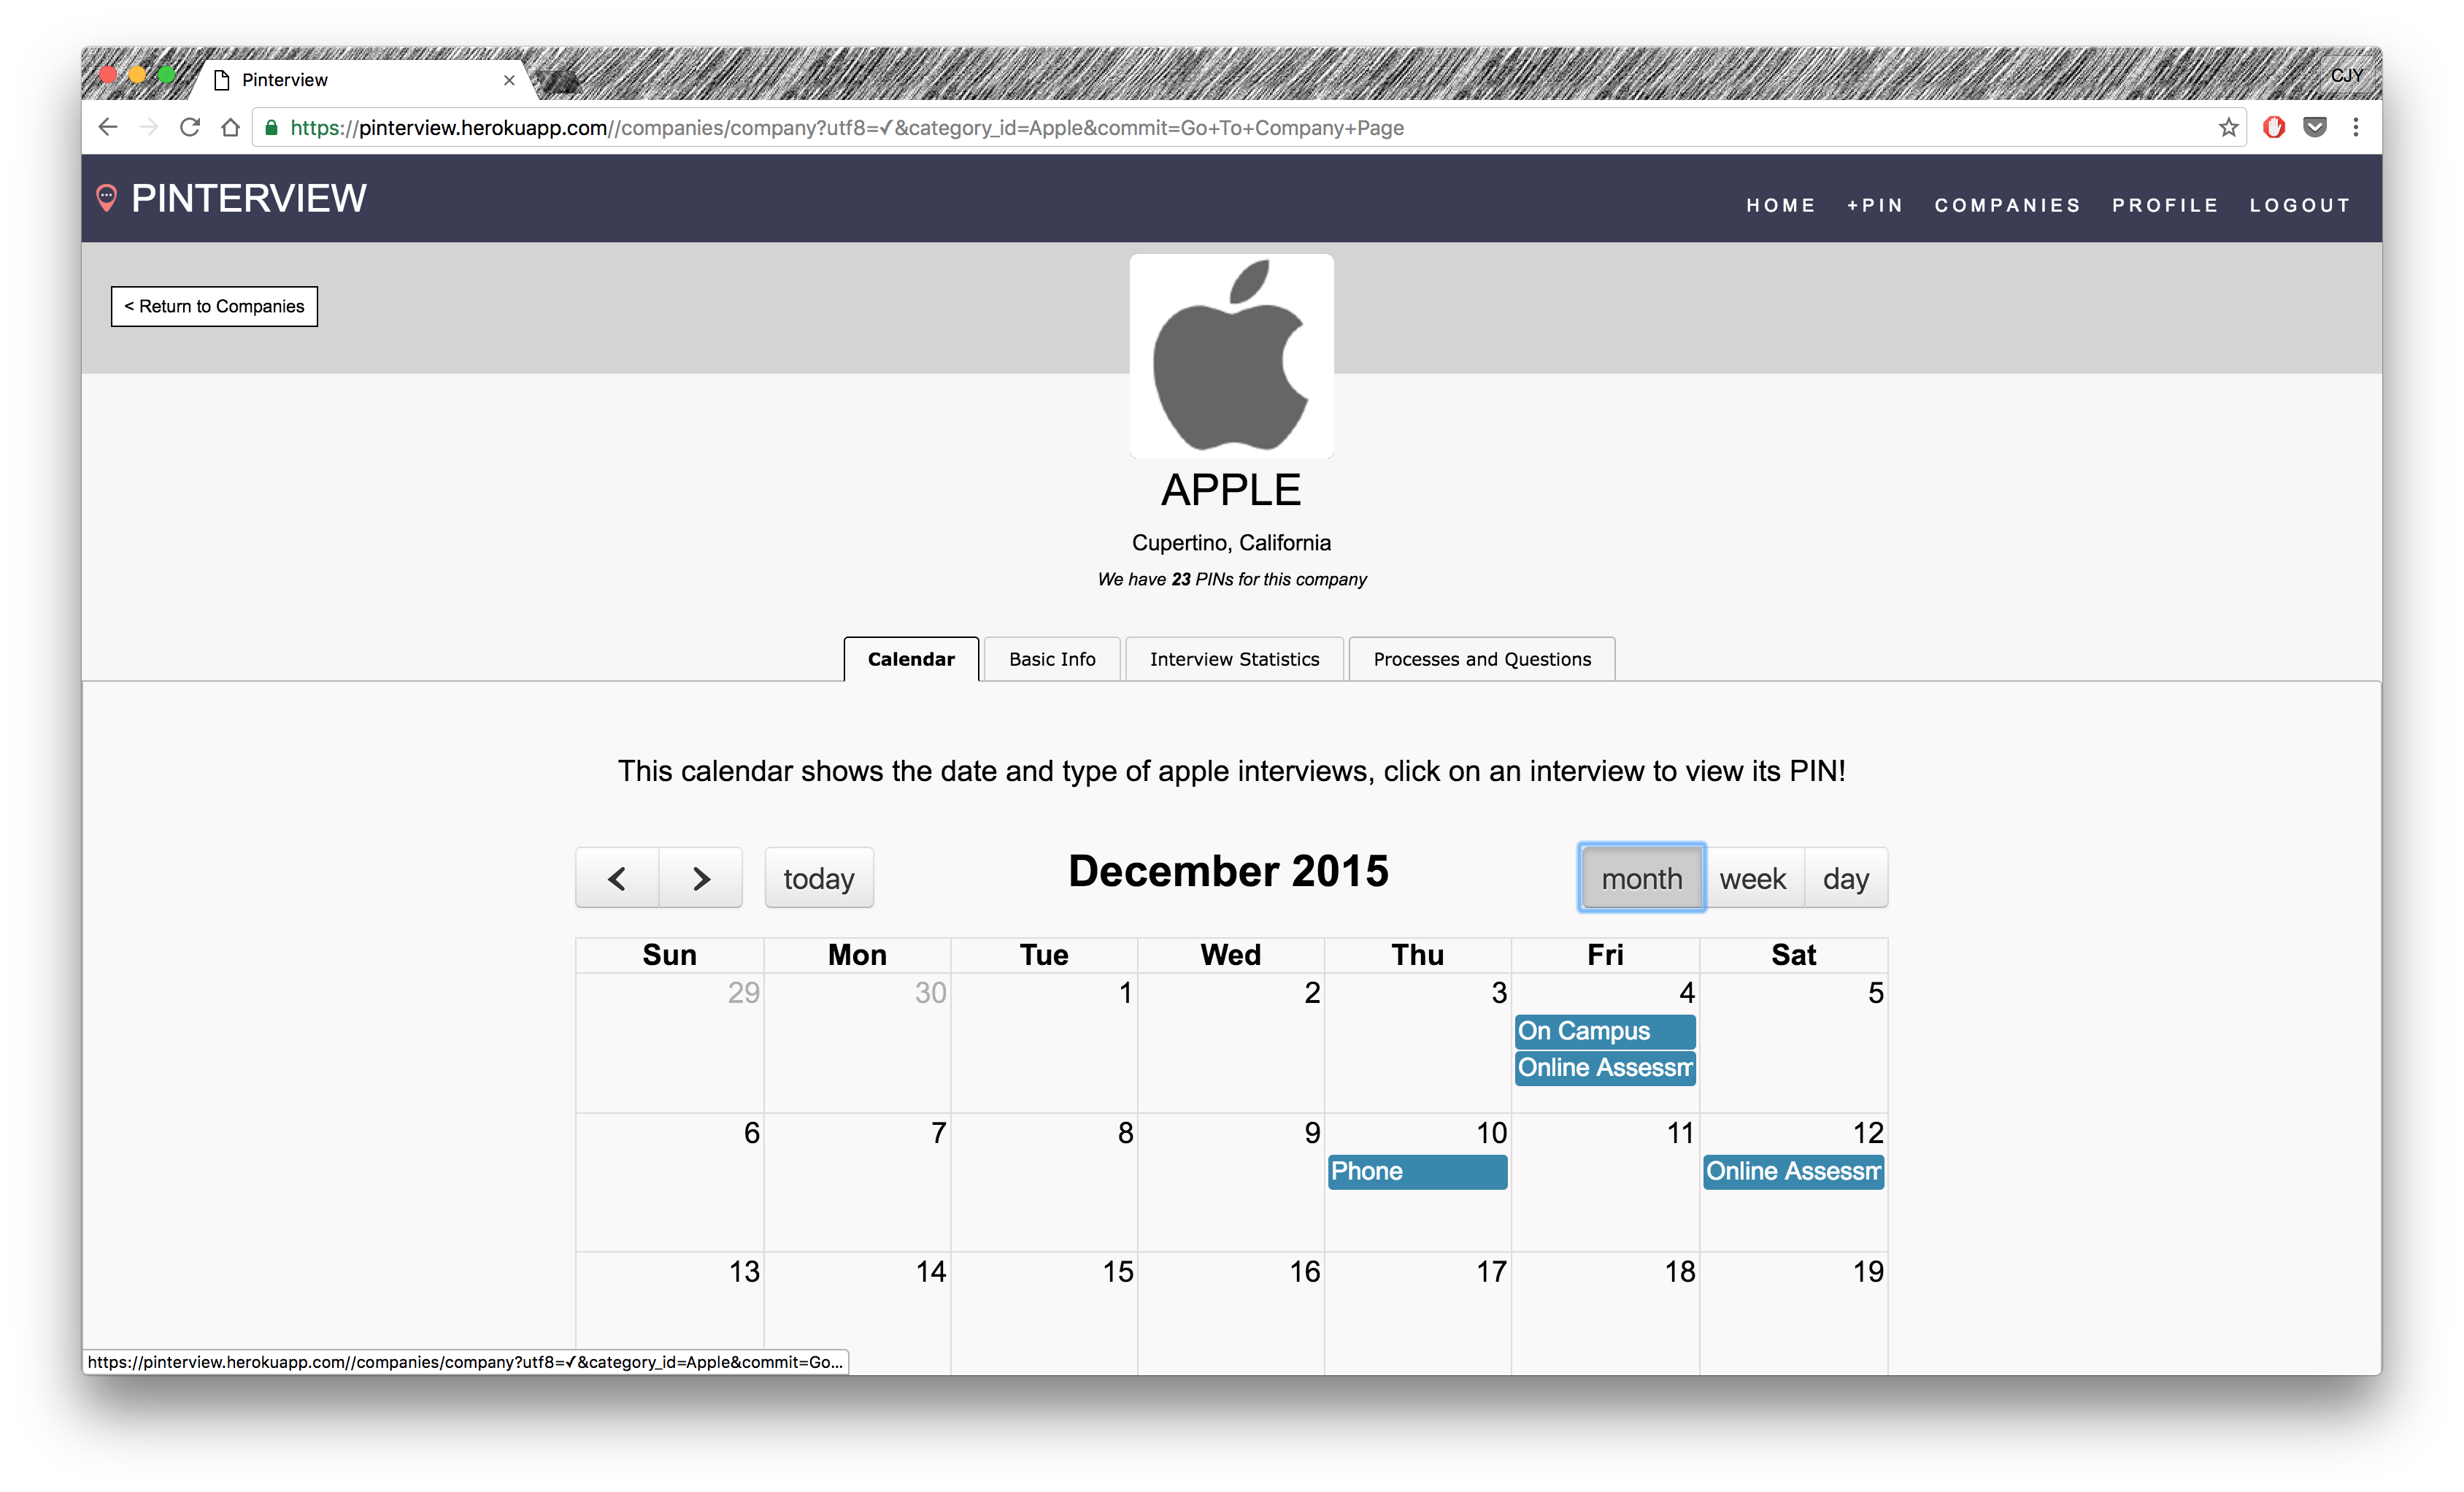 Pinterview
CJY
https://pinterview.herokuapp.com//companies/company?utf8=✓&category_id=Apple&commit=Go+To+Company+Page
PINTERVIEW
HOME +PIN COMPANIES PROFILE LOGOUT
< Return to Companies
APPLE
Cupertino, California
We have 23 PINs for this company
Calendar Basic Info Interview Statistics Processes and Questions
This calendar shows the date and type of apple interviews, click on an interview to view its PIN!
< > today December 2015 month week day
Sun Mon Tue Wed Thu Fri Sat
29 30 1 2 3 4 5
On Campus
Online Assessm
6 7 8 9 10 11 12
Phone Online Assessm
13 14 15 16 17 18 19
https://pinterview.herokuapp.com//companies/company?utf8=✓&category_id=Apple&commit=Go...